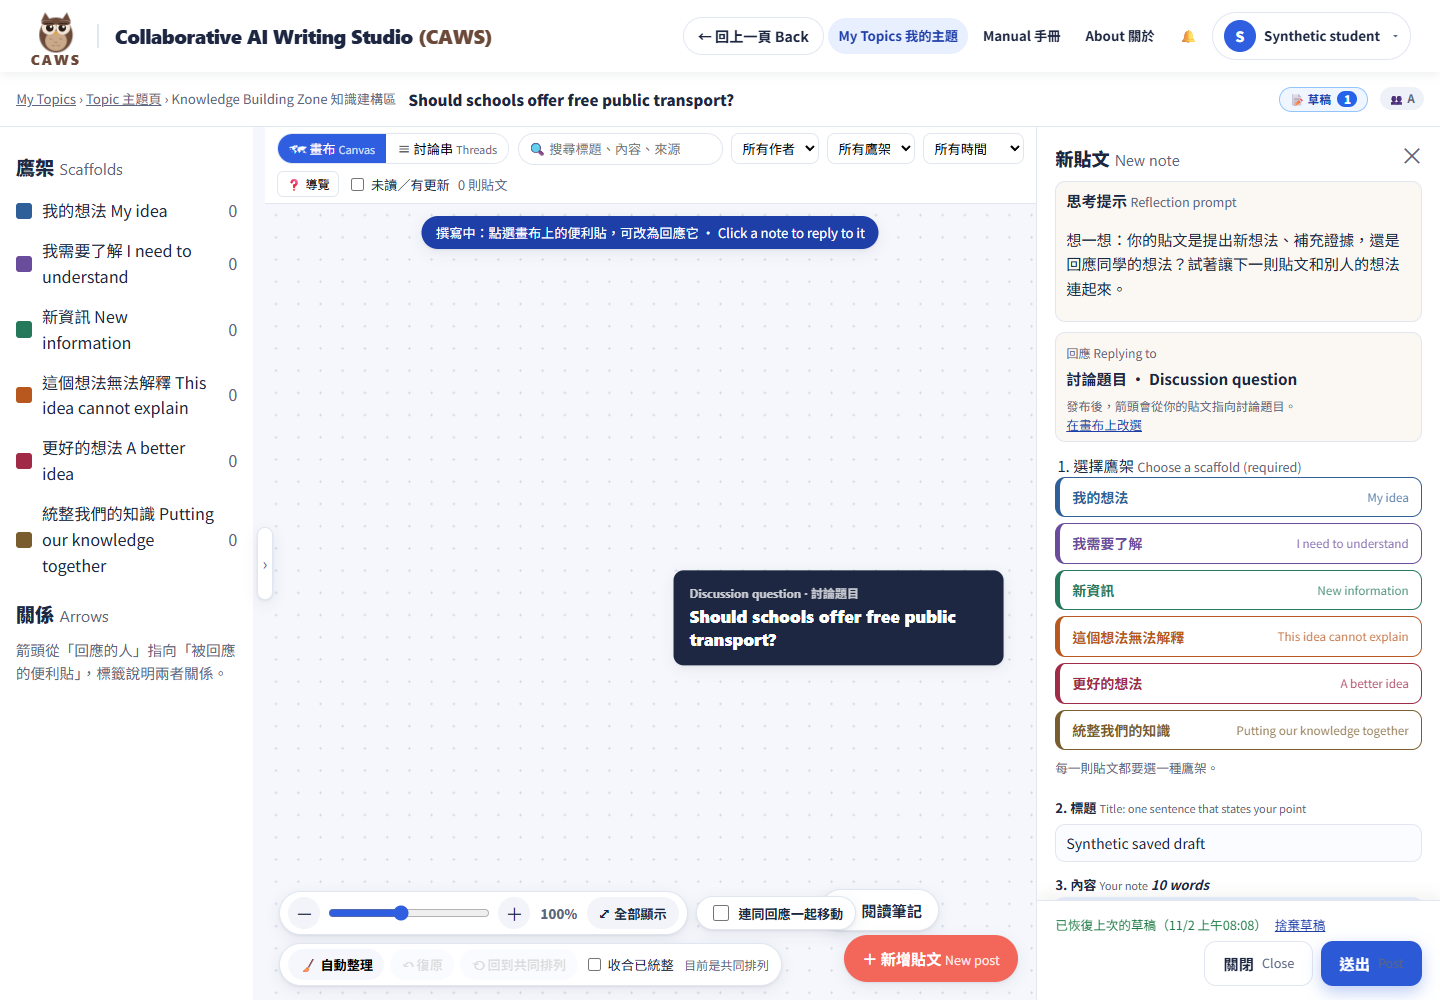 CAWS
Collaborative AI Writing Studio (CAWS)
← 回上一頁 Back
My Topics 我的主題
Manual 手冊
About 關於
S
Synthetic student
My Topics › Topic 主題頁 › Knowledge Building Zone 知識建構區
Should schools offer free public transport?
草稿 1
A
鷹架 Scaffolds
我的想法 My idea 0
我需要了解 I need to
understand 0
新資訊 New
information 0
這個想法無法解釋 This
idea cannot explain 0
更好的想法 A better
idea 0
統整我們的知識 Putting
our knowledge 0
together
關係 Arrows
箭頭從「回應的人」指向「被回應
的便利貼」，標籤說明兩者關係。
畫布 Canvas
討論串 Threads
搜尋標題、內容、來源
所有作者
所有鷹架
所有時間
導覽
未讀／有更新
0 則貼文
撰寫中：點選畫布上的便利貼，可改為回應它 · Click a note to reply to it
Discussion question · 討論題目
Should schools offer free public
transport?
100%
全部顯示
連同回應一起移動
閱讀筆記
自動整理
復原
回到共同排列
收合已統整
目前是共同排列
＋ 新增貼文 New post
新貼文 New note
思考提示 Reflection prompt
想一想：你的貼文是提出新想法、補充證據，還是
回應同學的想法？試著讓下一則貼文和別人的想法
連起來。
回應 Replying to
討論題目 · Discussion question
發布後，箭頭會從你的貼文指向討論題目。
在畫布上改選
1. 選擇鷹架 Choose a scaffold (required)
我的想法 My idea
我需要了解 I need to understand
新資訊 New information
這個想法無法解釋 This idea cannot explain
更好的想法 A better idea
統整我們的知識 Putting our knowledge together
每一則貼文都要選一種鷹架。
2. 標題 Title: one sentence that states your point
Synthetic saved draft
3. 內容 Your note 10 words
已恢復上次的草稿（11/2 上午08:08） 捨棄草稿
關閉 Close
送出 Post